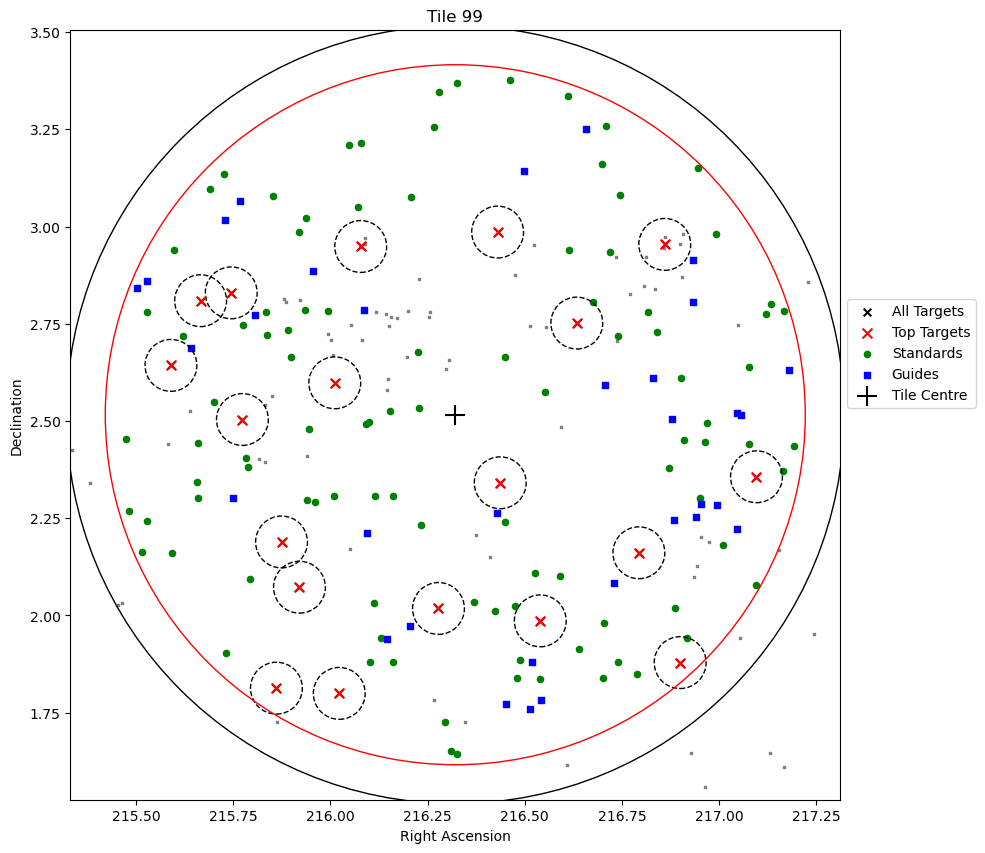 Tile 99
3.50
3.25
3.00
2.75
2.50
2.25
2.00
1.75
Declination
215.50 215.75 216.00 216.25 216.50 216.75 217.00 217.25
Right Ascension
All Targets
Top Targets
Standards
Guides
Tile Centre